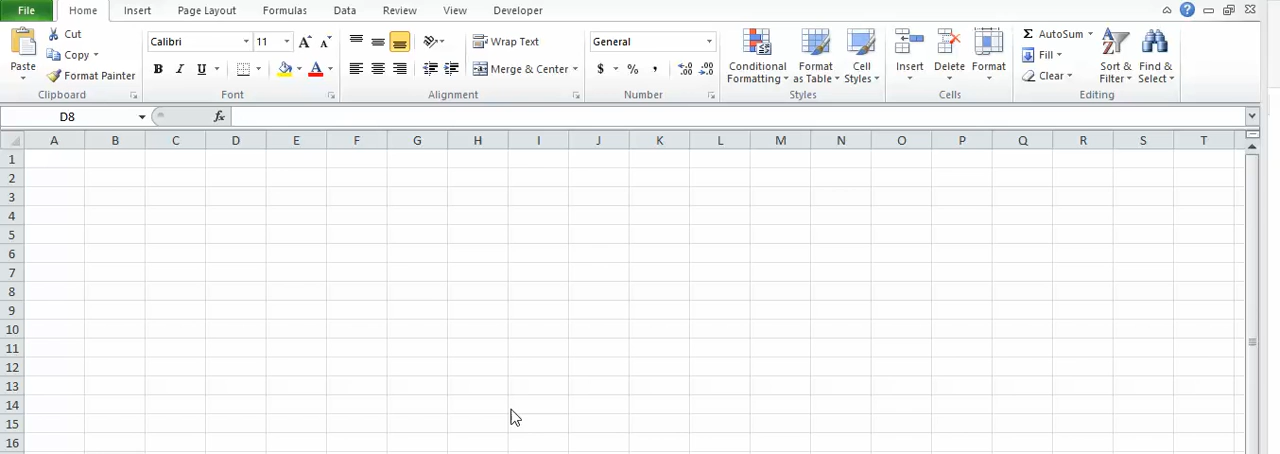 File Home Insert Page Layout Formulas Data Review View Developer
Cut Calibri 11 Wrap Text General AutoSum
Copy Fill
Paste Format Painter B I U Merge & Center $ % , Conditional Formatting Format as Table Cell Styles Insert Delete Format Clear Sort & Filter Find & Select
Clipboard Font Alignment Number Styles Cells Editing
D8 fx
A B C D E F G H I J K L M N O P Q R S T
1
2
3
4
5
6
7
8
9
10
11
12
13
14
15
16